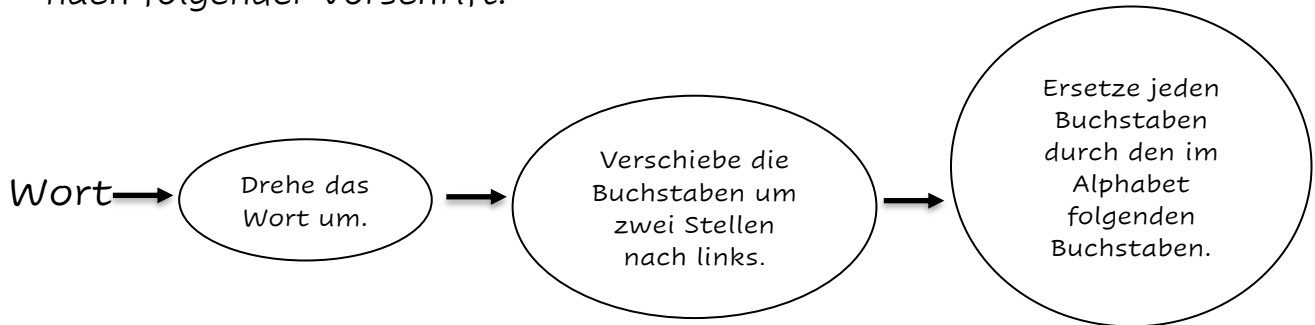 nach folgender Vorschrift:
Wort
Drehe das
Wort um.
Verschiebe die
Buchstaben um
zwei Stellen
nach links.
Ersetze jeden
Buchstaben
durch den im
Alphabet
folgenden
Buchstaben.